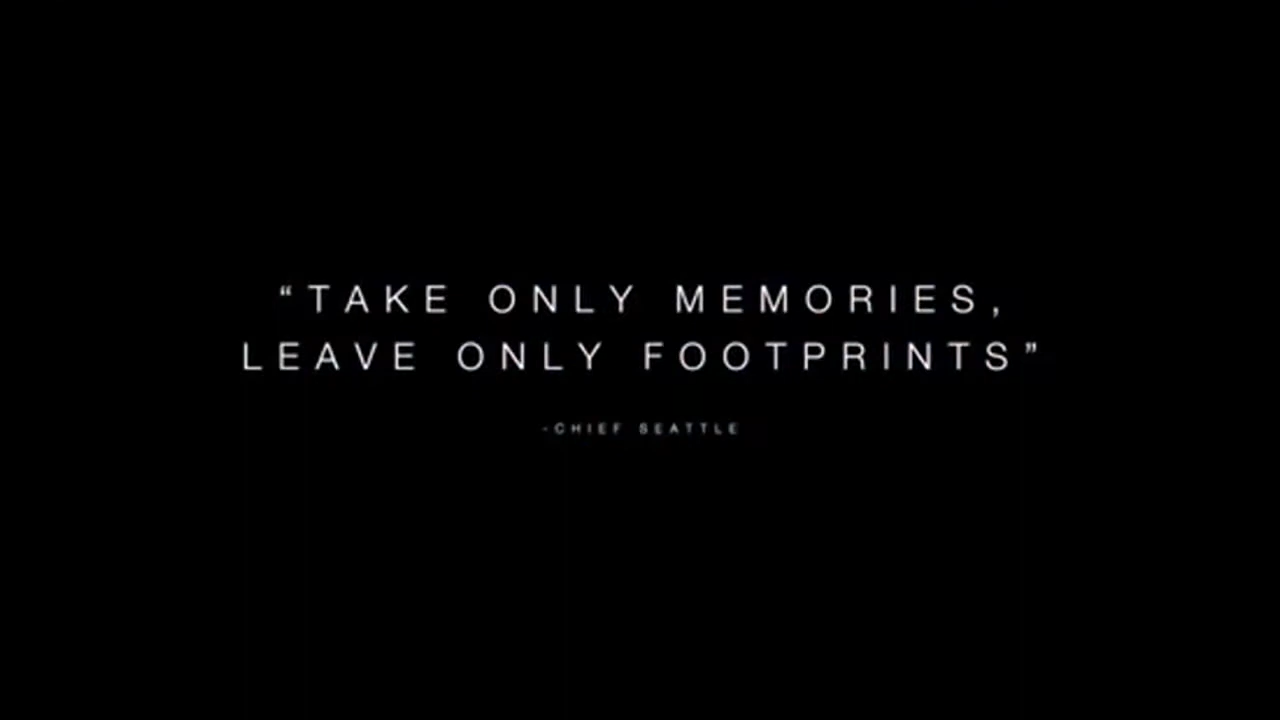 “TAKE ONLY MEMORIES,
LEAVE ONLY FOOTPRINTS”
-CHIEF SEATTLE